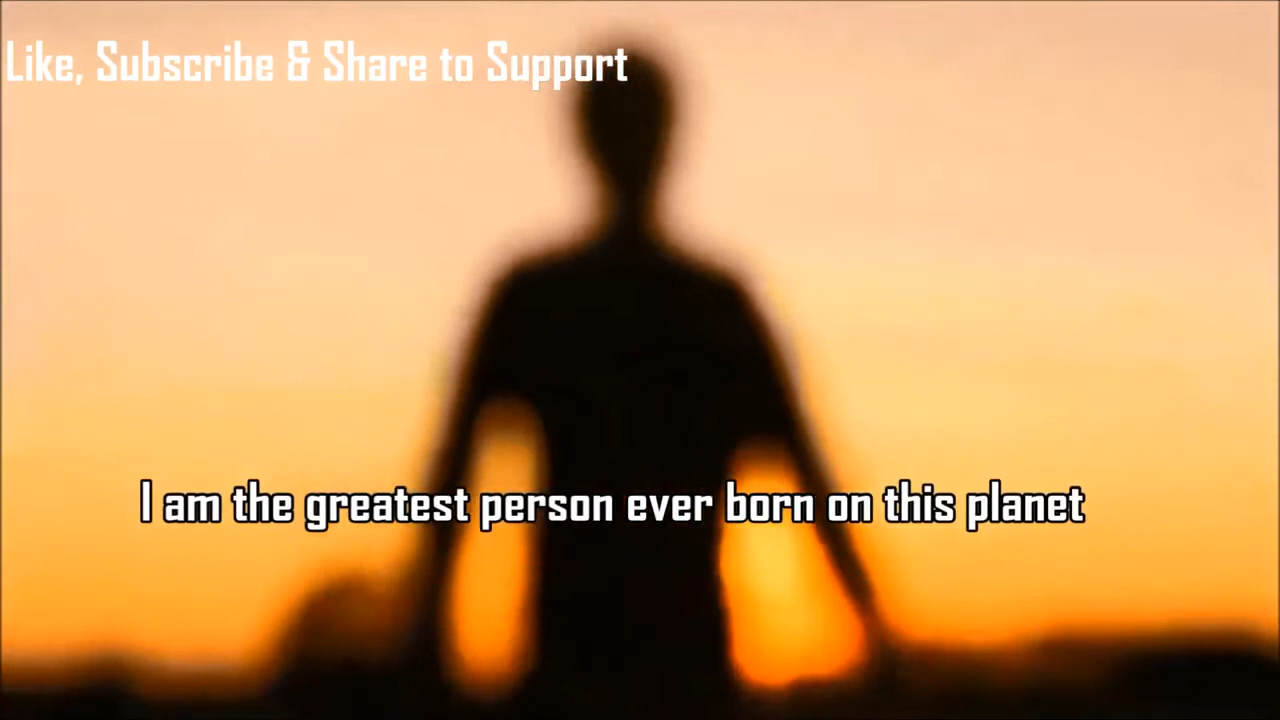 Like, Subscribe & Share to Support
I am the greatest person ever born on this planet